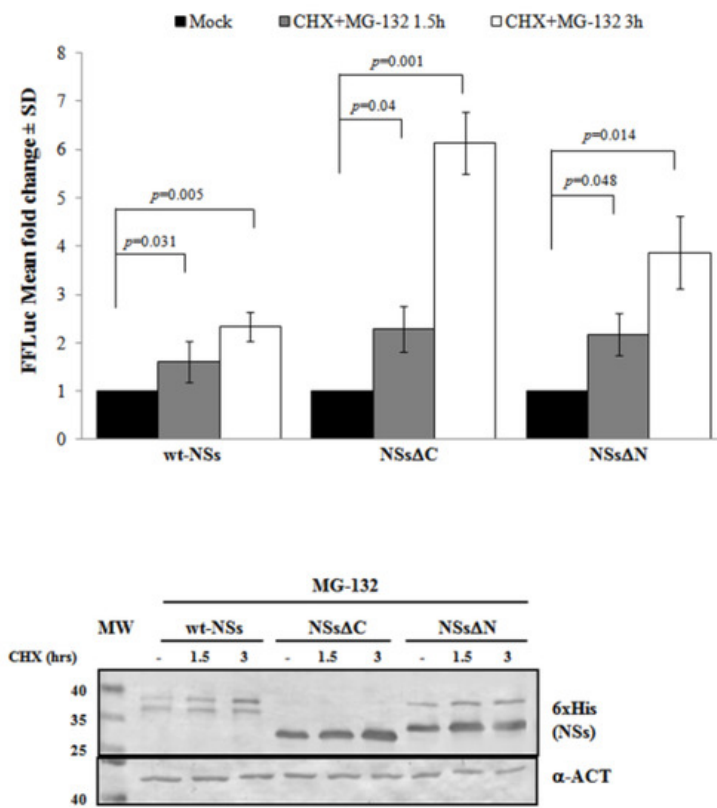 Mock CHX+MG-132 1.5h CHX+MG-132 3h
FFLuc Mean fold change ± SD
8
7
6
5
4
3
2
1
0
p=0.005
p=0.031
p=0.001
p=0.04
p=0.014
p=0.048
wt-NSs NSsΔC NSsΔN
MG-132
MW wt-NSs NSsΔC NSsΔN
CHX (hrs) - 1.5 3 - 1.5 3 - 1.5 3
40
35
25
6xHis
(NSs)
40
α-ACT